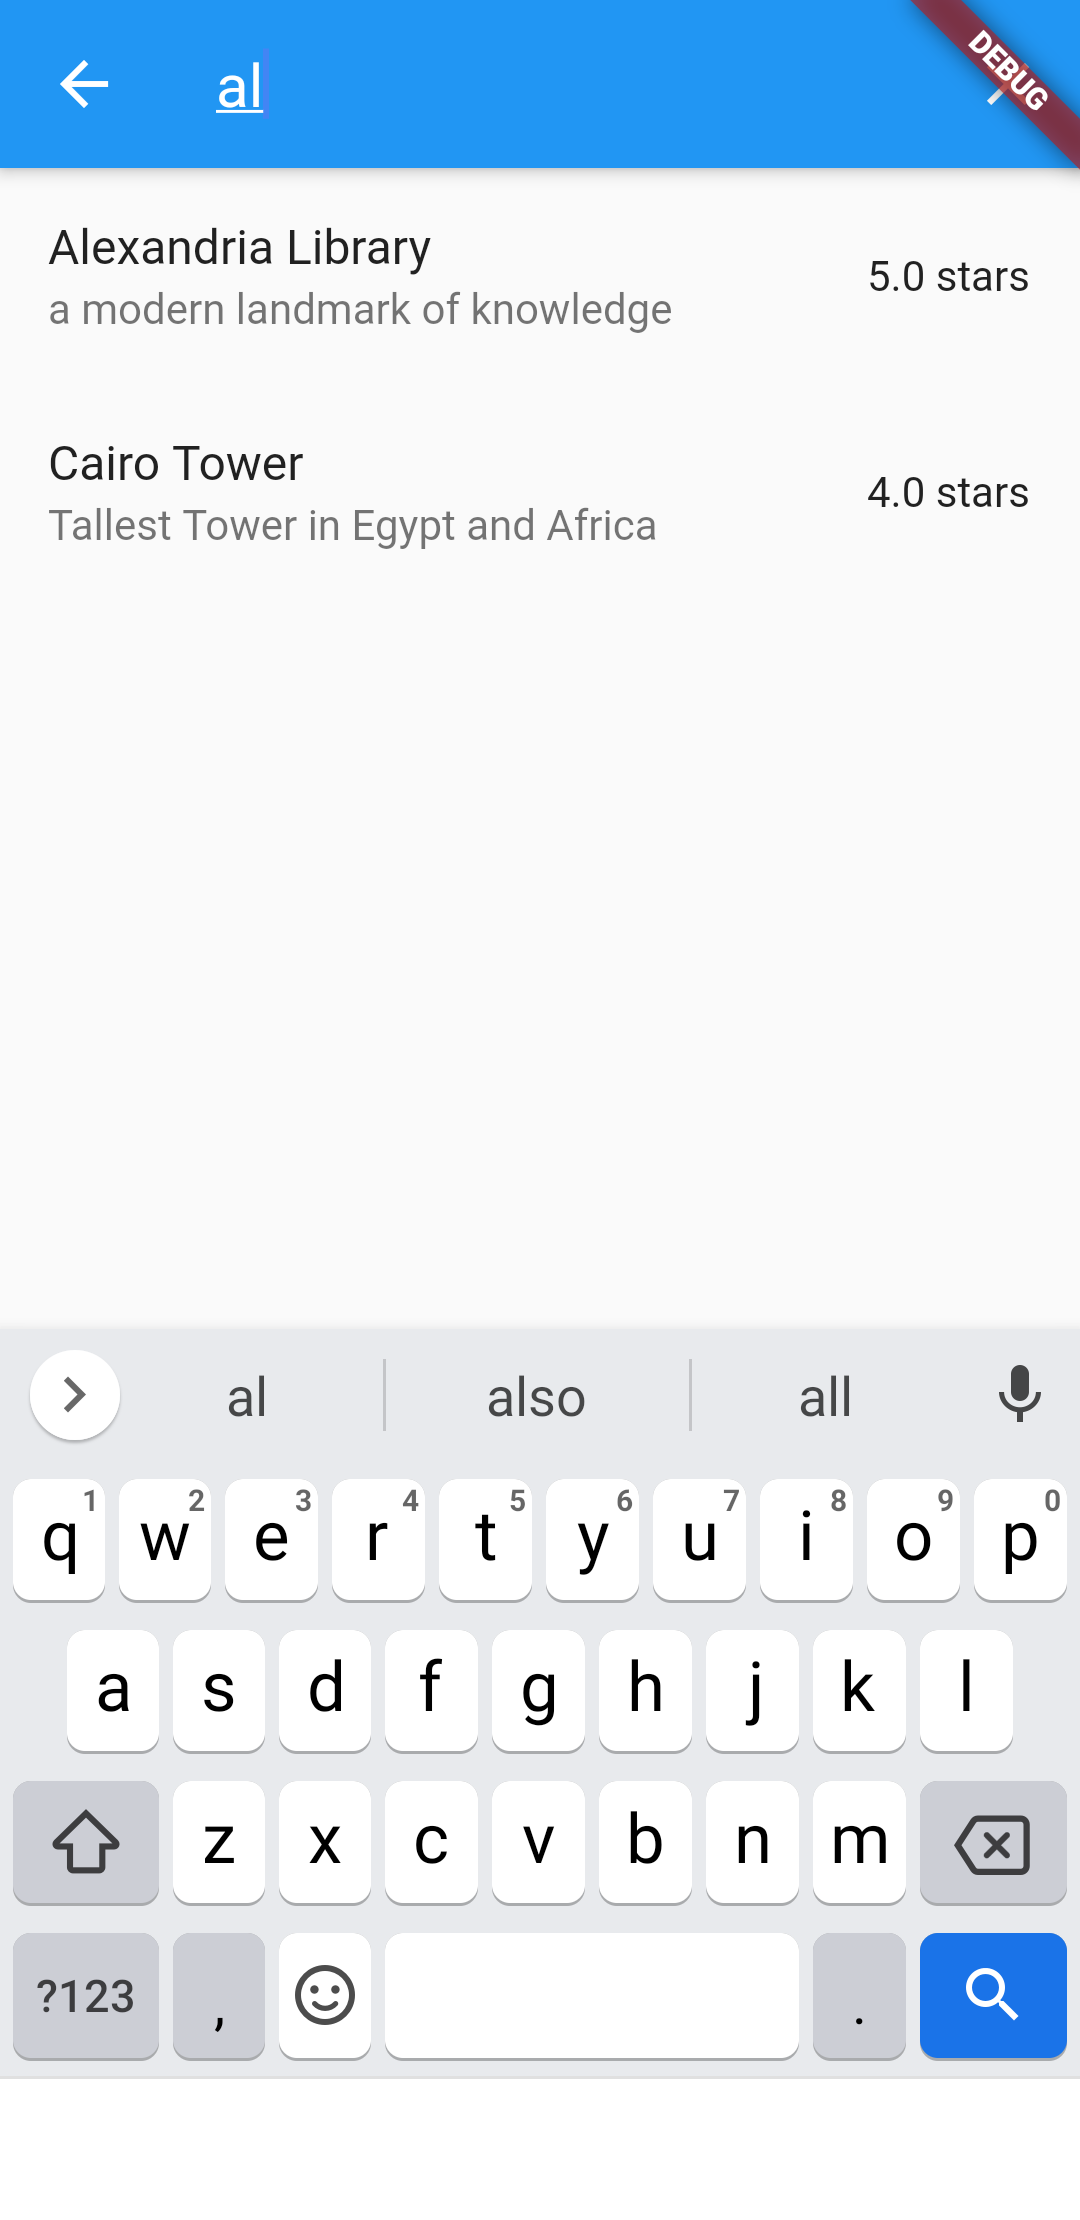 al
DEBUG
Alexandria Library
a modern landmark of knowledge
5.0 stars
Cairo Tower
Tallest Tower in Egypt and Africa
4.0 stars
al also all
q 1 w 2 e 3 r 4 t 5 y 6 u 7 i 8 o 9 p 0
a s d f g h j k l
z x c v b n m
?123 , .